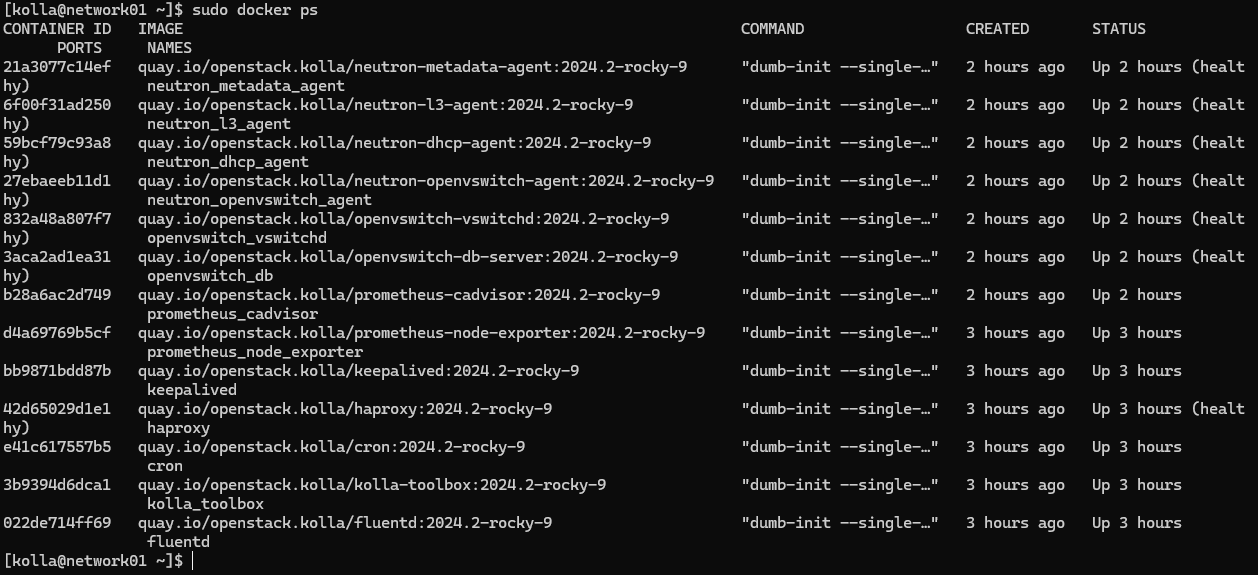 [kolla@network01 ~]$ sudo docker ps
CONTAINER ID   IMAGE                                                              COMMAND                  CREATED       STATUS
      PORTS     NAMES
21a3077c14ef   quay.io/openstack.kolla/neutron-metadata-agent:2024.2-rocky-9      "dumb-init --single-…"   2 hours ago   Up 2 hours (healt
hy)             neutron_metadata_agent
6f00f31ad250   quay.io/openstack.kolla/neutron-l3-agent:2024.2-rocky-9            "dumb-init --single-…"   2 hours ago   Up 2 hours (healt
hy)             neutron_l3_agent
59bcf79c93a8   quay.io/openstack.kolla/neutron-dhcp-agent:2024.2-rocky-9          "dumb-init --single-…"   2 hours ago   Up 2 hours (healt
hy)             neutron_dhcp_agent
27ebaeeb11d1   quay.io/openstack.kolla/neutron-openvswitch-agent:2024.2-rocky-9   "dumb-init --single-…"   2 hours ago   Up 2 hours (healt
hy)             neutron_openvswitch_agent
832a48a807f7   quay.io/openstack.kolla/openvswitch-vswitchd:2024.2-rocky-9        "dumb-init --single-…"   2 hours ago   Up 2 hours (healt
hy)             openvswitch_vswitchd
3aca2ad1ea31   quay.io/openstack.kolla/openvswitch-db-server:2024.2-rocky-9       "dumb-init --single-…"   2 hours ago   Up 2 hours (healt
hy)             openvswitch_db
b28a6ac2d749   quay.io/openstack.kolla/prometheus-cadvisor:2024.2-rocky-9         "dumb-init --single-…"   2 hours ago   Up 2 hours
                prometheus_cadvisor
d4a69769b5cf   quay.io/openstack.kolla/prometheus-node-exporter:2024.2-rocky-9    "dumb-init --single-…"   3 hours ago   Up 3 hours
                prometheus_node_exporter
bb9871bdd87b   quay.io/openstack.kolla/keepalived:2024.2-rocky-9                  "dumb-init --single-…"   3 hours ago   Up 3 hours
                keepalived
42d65029d1e1   quay.io/openstack.kolla/haproxy:2024.2-rocky-9                     "dumb-init --single-…"   3 hours ago   Up 3 hours (healt
hy)             haproxy
e41c617557b5   quay.io/openstack.kolla/cron:2024.2-rocky-9                        "dumb-init --single-…"   3 hours ago   Up 3 hours
                cron
3b9394d6dca1   quay.io/openstack.kolla/kolla-toolbox:2024.2-rocky-9               "dumb-init --single-…"   3 hours ago   Up 3 hours
                kolla_toolbox
022de714ff69   quay.io/openstack.kolla/fluentd:2024.2-rocky-9                     "dumb-init --single-…"   3 hours ago   Up 3 hours
                fluentd
[kolla@network01 ~]$